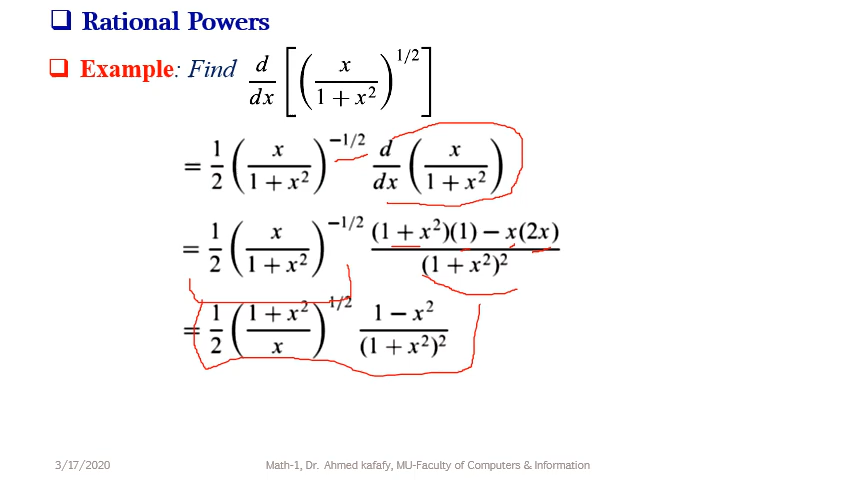 ❑ Rational Powers
❑ Example: Find d/dx [(x/(1 + x²))^{1/2}]
= 1/2 (x/(1 + x²))^{−1/2} d/dx (x/(1 + x²))
= 1/2 (x/(1 + x²))^{−1/2} ((1 + x²)(1) − x(2x))/(1 + x²)²
= 1/2 ((1 + x²)/x)^{1/2} (1 − x²)/(1 + x²)²
3/17/2020 Math-1, Dr. Ahmed kafafy, MU-Faculty of Computers & Information